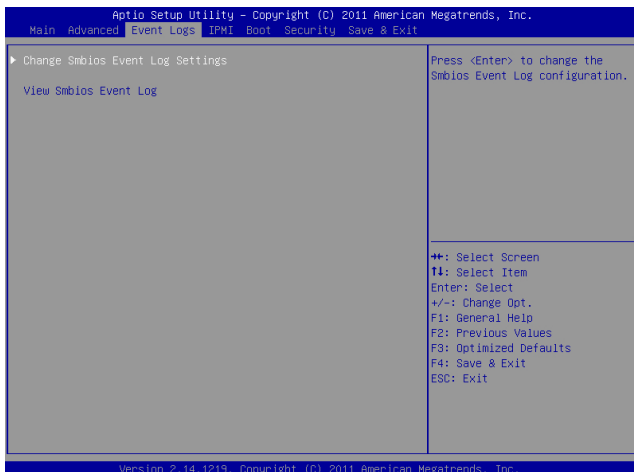 Aptio Setup Utility – Copyright (C) 2011 American Megatrends, Inc.
Main Advanced Event Logs IPMI Boot Security Save & Exit
▶ Change Smbios Event Log Settings
View Smbios Event Log
Press <Enter> to change the
Smbios Event Log configuration.
→←: Select Screen
↑↓: Select Item
Enter: Select
+/-: Change Opt.
F1: General Help
F2: Previous Values
F3: Optimized Defaults
F4: Save & Exit
ESC: Exit
Version 2.14.1219. Copyright (C) 2011 American Megatrends, Inc.